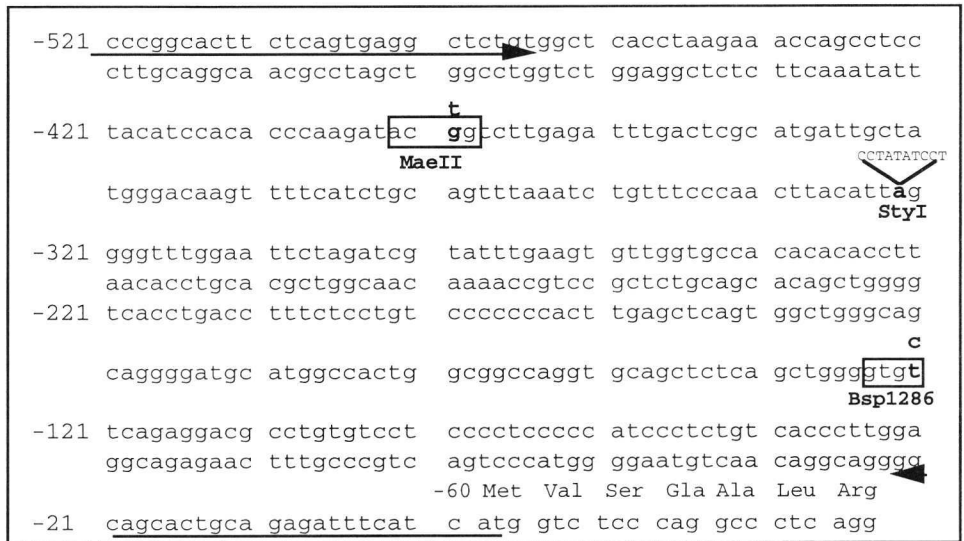 -521 cccggcactt ctcagtgagg ctctgtggct cacctaagaa accagcctcc
cttgcaggca acgcctagct ggcctggtct ggaggctctc ttcaaatatt
t
-421 tacatccaca cccaagatac ggtcttgaga tttgactcgc atgattgcta
MaeII
CCTATATCCT
tgggacaagt tttcatctgc agtttaaatc tgtttcccaa cttacattag
StyI
-321 gggtttggaa ttctagatcg tatttgaagt gttggtgcca cacacacctt
aacacctgca cgctggcaac aaaaccgtcc gctctgcagc acagctgggg
-221 tcacctgacc tttctcctgt cccccccact tgagctcagt ggctgggcag
c
caggggatgc atggccactg gcggccaggt gcagctctca gctggggtgt
Bsp1286
-121 tcagaggacg cctgtgtcct cccctccccc atccctctgt cacccttgga
ggcagagaac tttgcccgtc agtcccatgg ggaatgtcaa caggcagggg
-60 Met Val Ser Gla Ala Leu Arg
-21 cagcactgca gagatttcat c atg gtc tcc cag gcc ctc agg